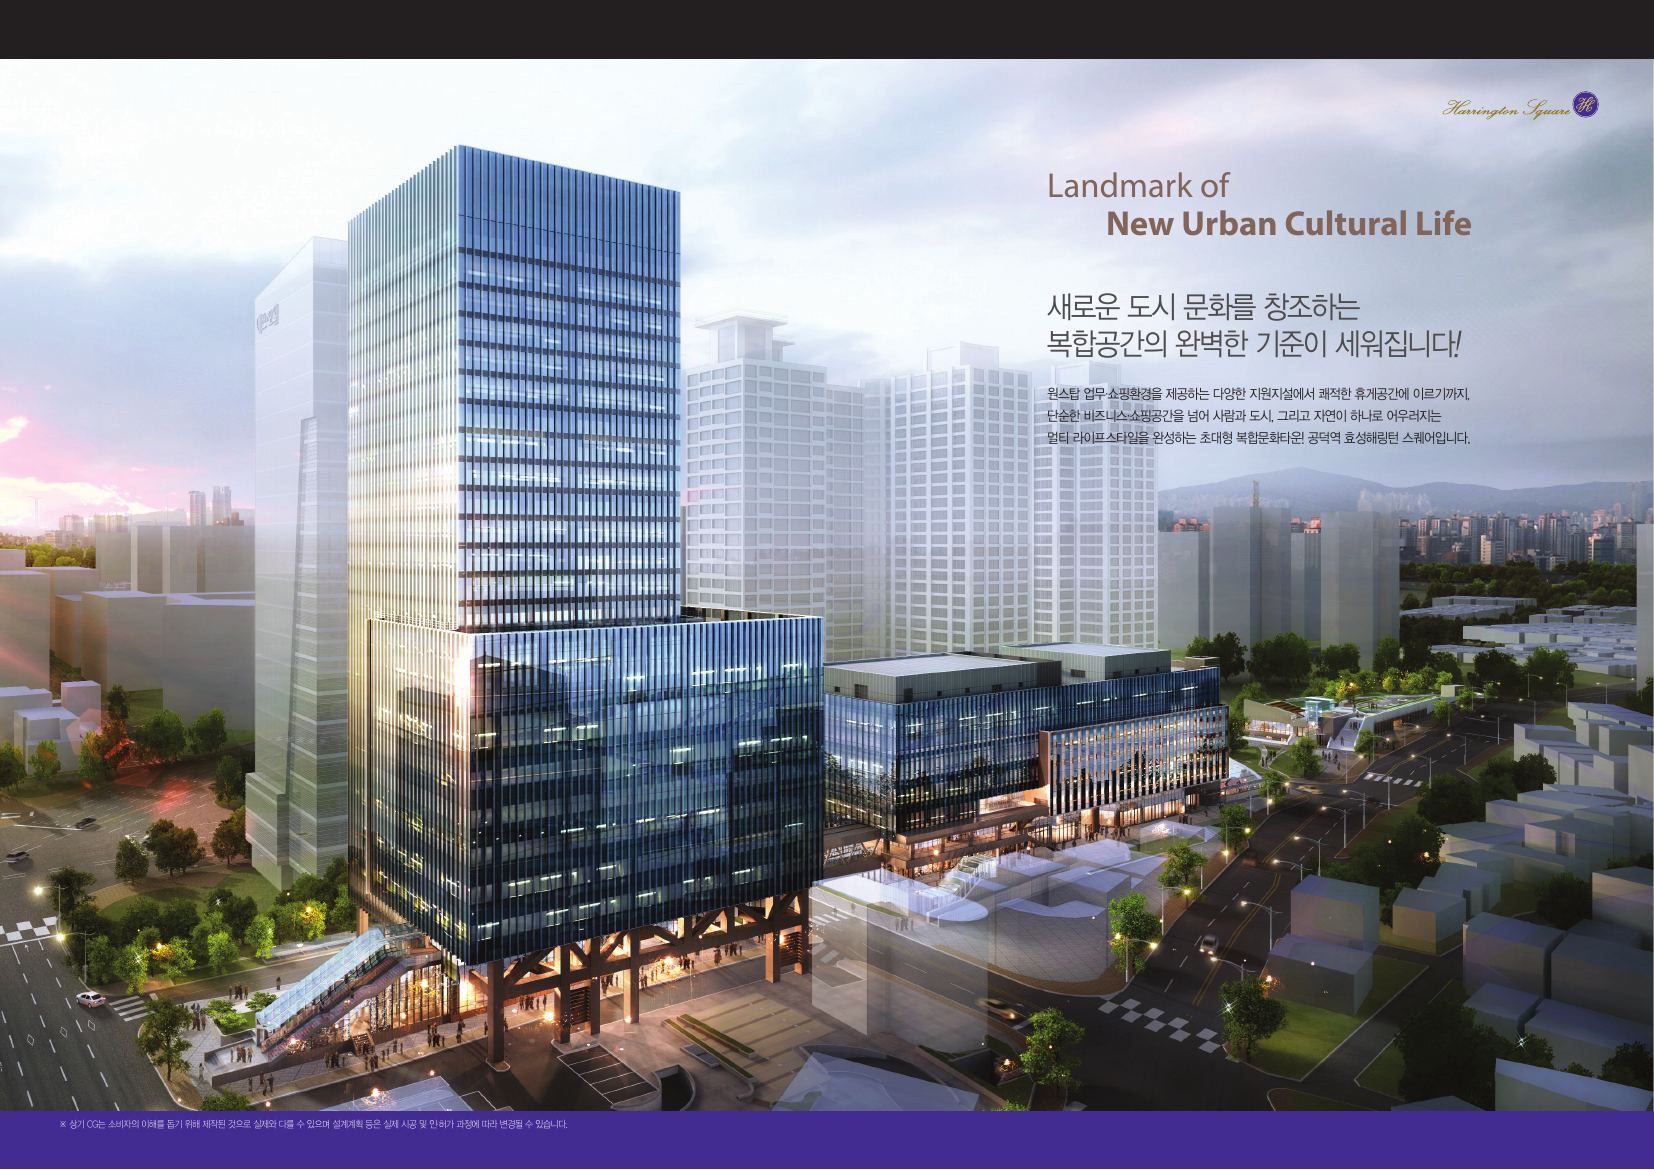 Harrington Square H
Landmark of
New Urban Cultural Life
새로운 도시 문화를 창조하는
복합공간의 완벽한 기준이 세워집니다!
원스탑 업무·쇼핑환경을 제공하는 다양한 지원지설에서 쾌적한 휴게공간에 이르기까지,
단순한 비즈니스·쇼핑공간을 넘어 사람과 도시, 그리고 자연이 하나로 어우러지는
멀티 라이프스타일을 완성하는 초대형 복합문화타운! 공덕역 효성해링턴 스퀘어입니다.
※ 상기 CG는 소비자의 이해를 돕기 위해 제작된 것으로 실제와 다를 수 있으며 설계계획 등은 실제 시공 및 인·허가 과정에 따라 변경될 수 있습니다.